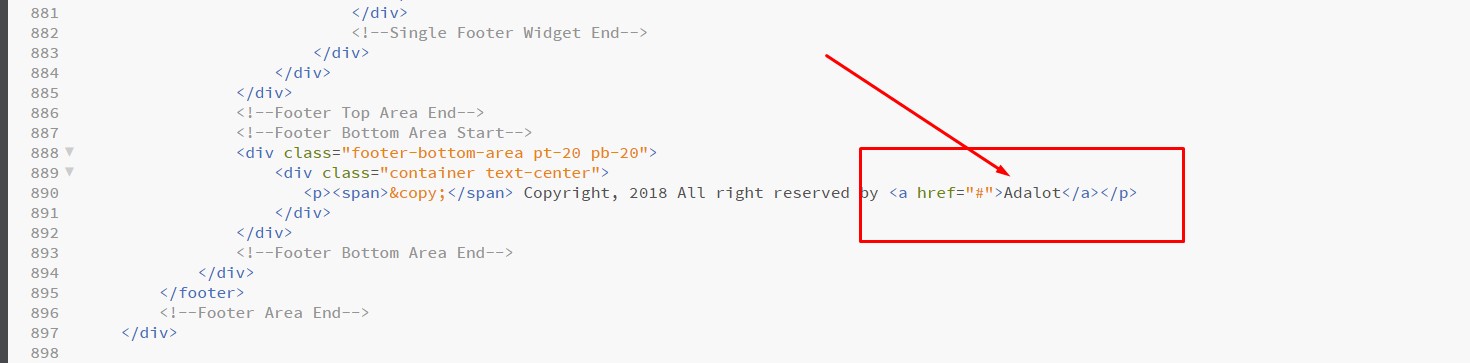 881 </div>
882 <!--Single Footer Widget End-->
883 </div>
884 </div>
885 </div>
886 <!--Footer Top Area End-->
887 <!--Footer Bottom Area Start-->
888 <div class="footer-bottom-area pt-20 pb-20">
889 <div class="container text-center">
890 <p><span>&copy;</span> Copyright, 2018 All right reserved by <a href="#">Adalot</a></p>
891 </div>
892 </div>
893 <!--Footer Bottom Area End-->
894 </div>
895 </footer>
896 <!--Footer Area End-->
897 </div>
898